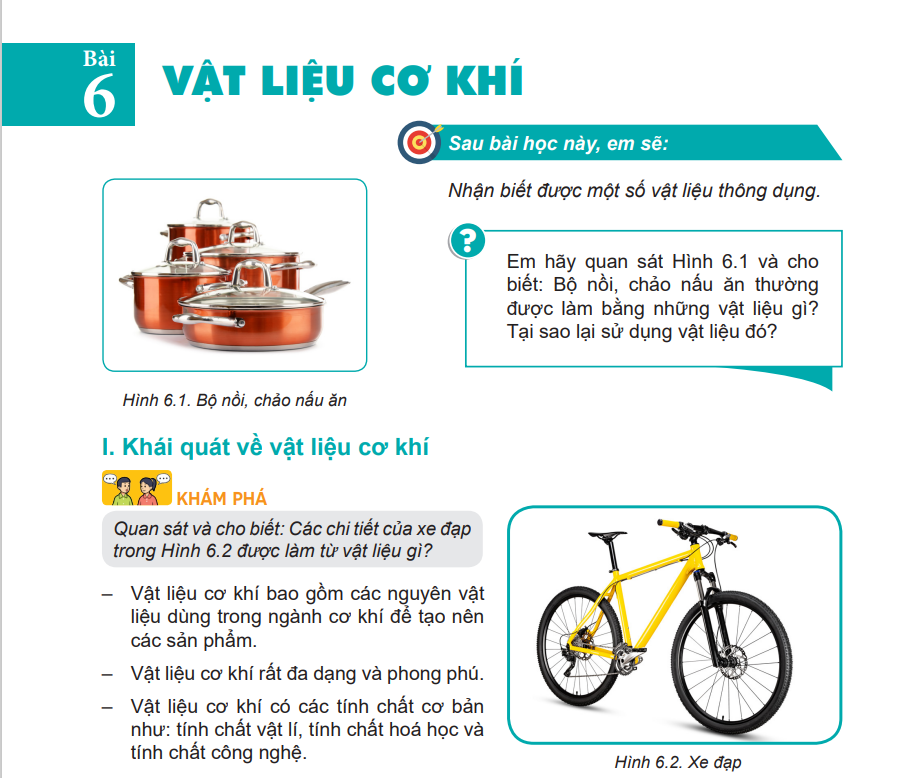 Bài
6
VẬT LIỆU CƠ KHÍ
Sau bài học này, em sẽ:
Nhận biết được một số vật liệu thông dụng.
?
Em hãy quan sát Hình 6.1 và cho
biết: Bộ nồi, chảo nấu ăn thường
được làm bằng những vật liệu gì?
Tại sao lại sử dụng vật liệu đó?
Hình 6.1. Bộ nồi, chảo nấu ăn
I. Khái quát về vật liệu cơ khí
KHÁM PHÁ
Quan sát và cho biết: Các chi tiết của xe đạp
trong Hình 6.2 được làm từ vật liệu gì?
– Vật liệu cơ khí bao gồm các nguyên vật
liệu dùng trong ngành cơ khí để tạo nên
các sản phẩm.
– Vật liệu cơ khí rất đa dạng và phong phú.
– Vật liệu cơ khí có các tính chất cơ bản
như: tính chất vật lí, tính chất hoá học và
tính chất công nghệ.
Hình 6.2. Xe đạp